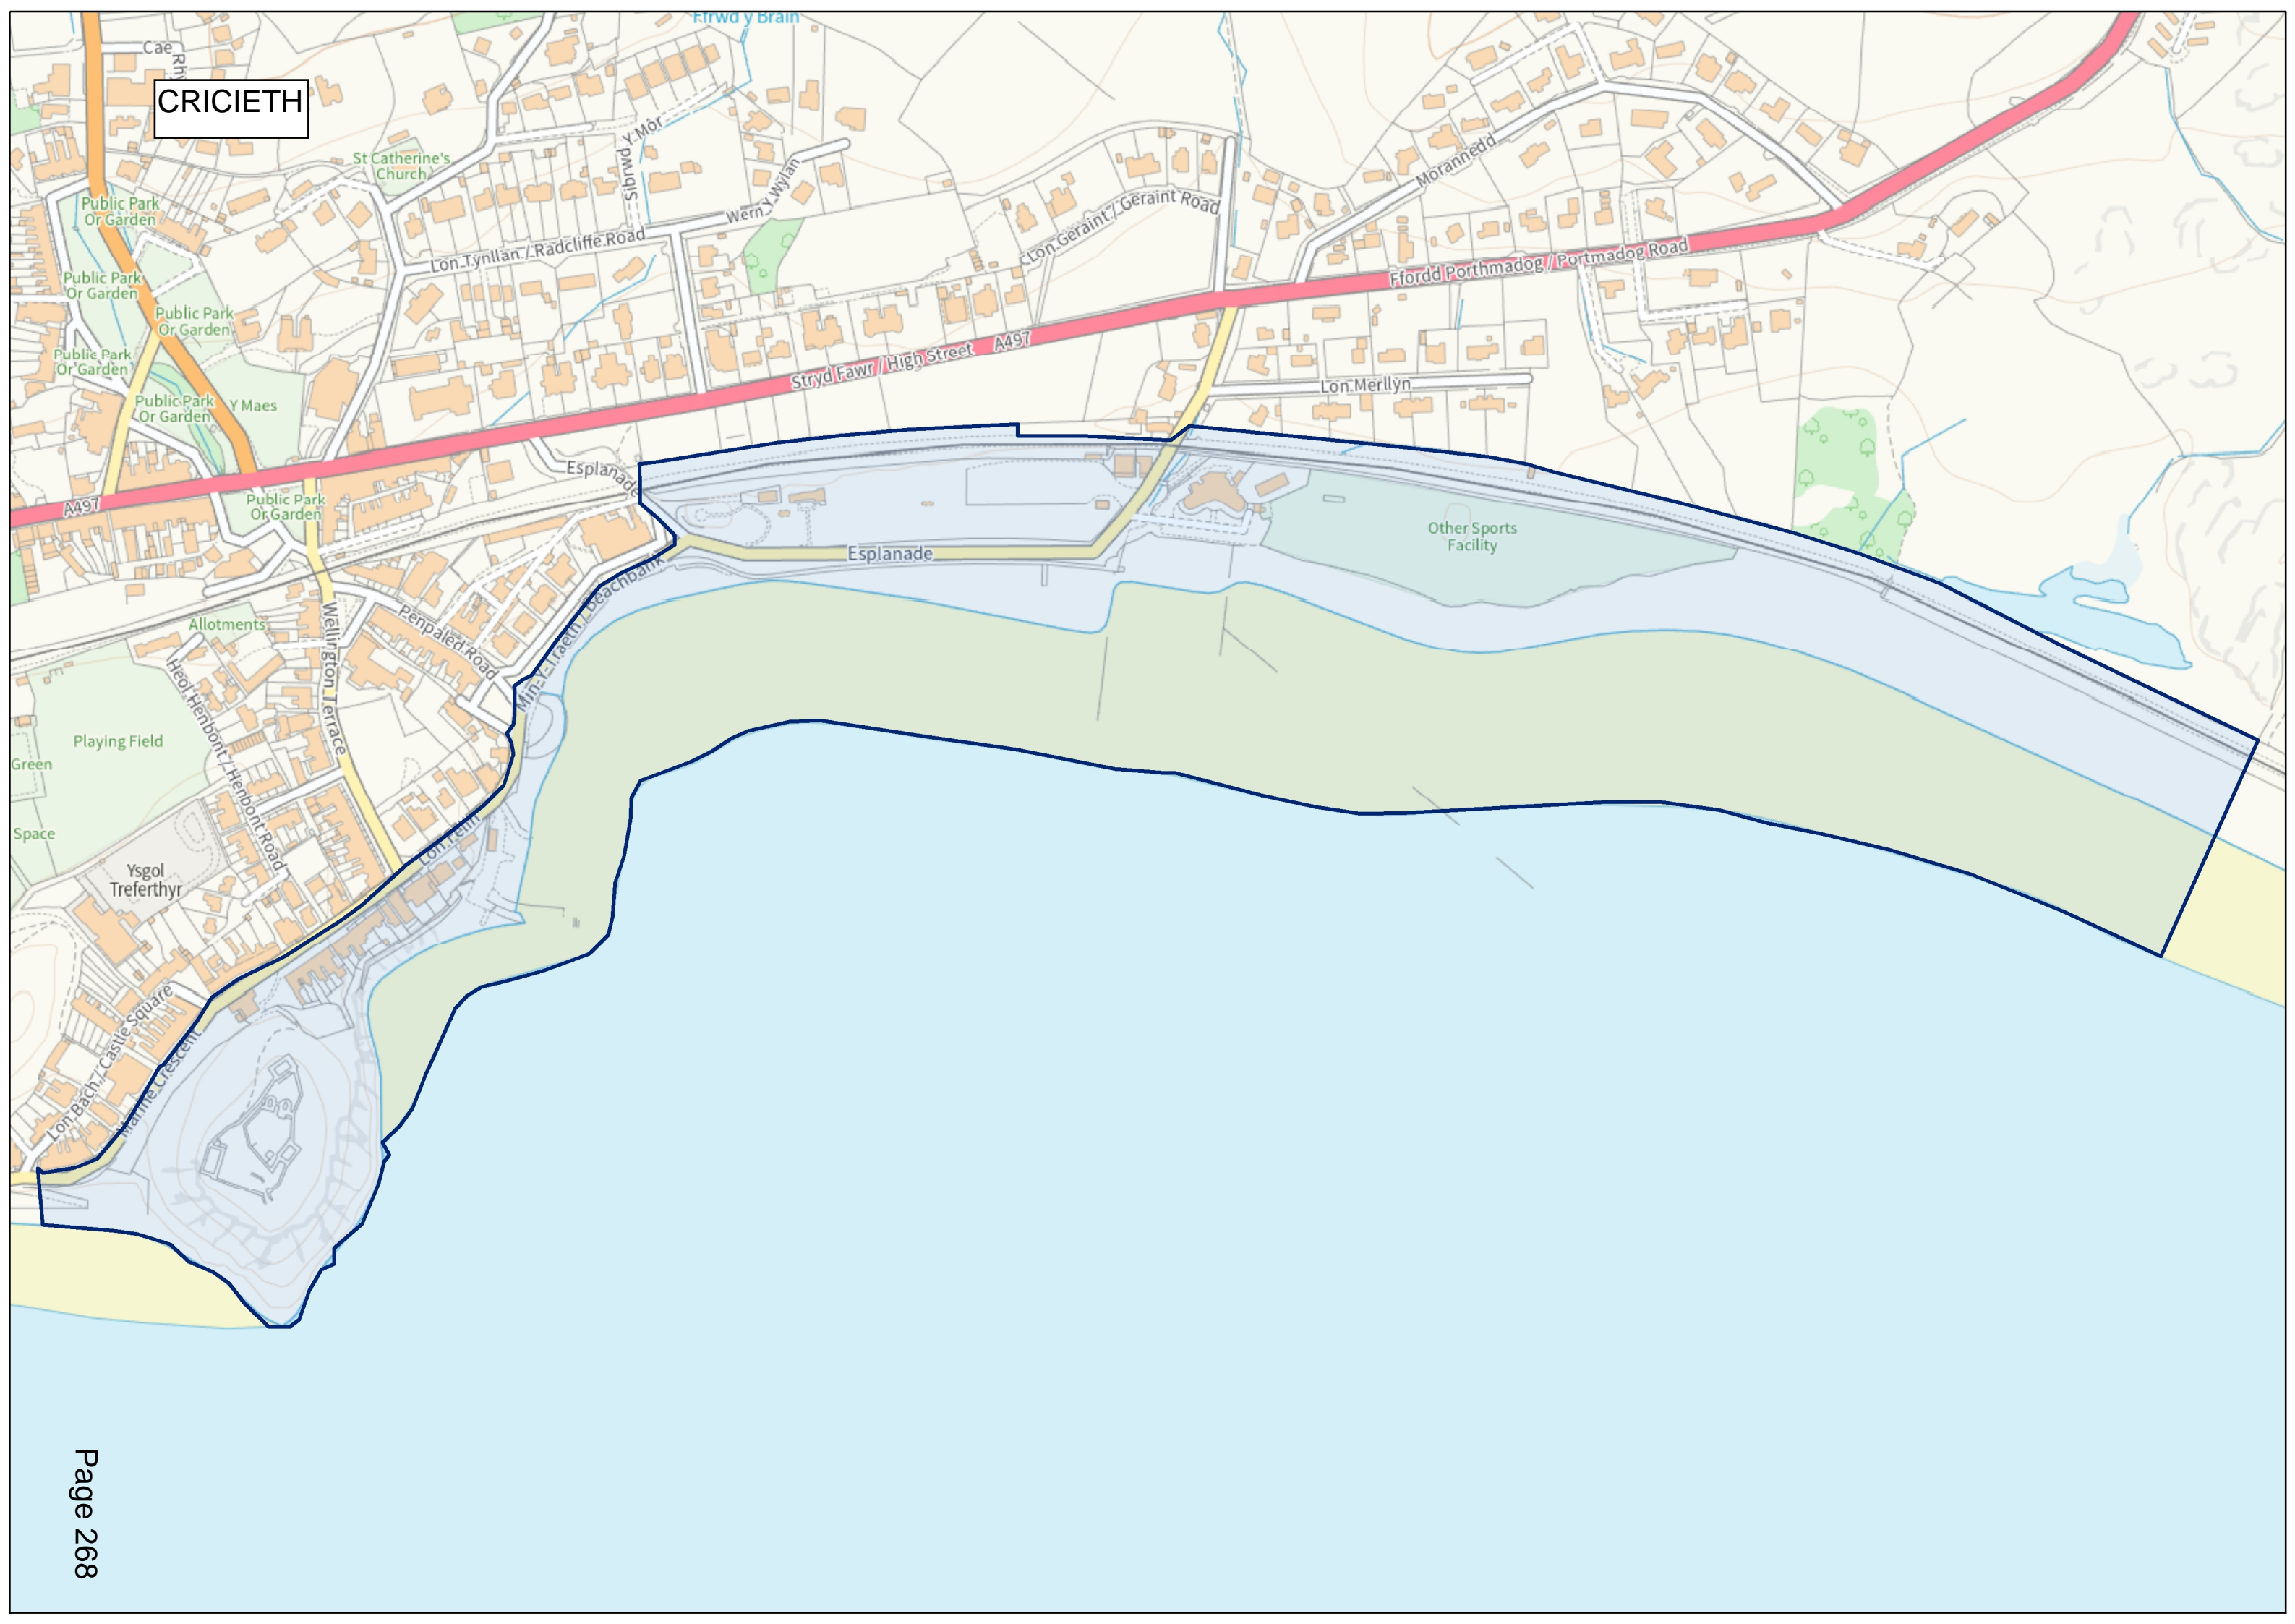 Ffrwd y Brain
Cae Rhy
CRICIETH
St Catherine's
Church
Y Môr
Sibrwd
Morannedd
Wern Y Wylan
Public Park
Or Garden
Lon Geraint / Geraint Road
Lon Tynllan / Radcliffe Road
Ffordd Porthmadog / Portmadog Road
Public Park
Or Garden
Public Park
Or Garden
Stryd Fawr / High Street A497
Public Park
Or Garden
Lon Merllyn
Public Park
Or Garden
Y Maes
Esplanade
A497
Public Park
Or Garden
Other Sports
Facility
Esplanade
Min-Y-Traeth / Beachbank
Allotments
Penpaled Road
Wellington Terrace
Heol Henbont / Henbont Road
Playing Field
Green
Space
Lon Felin
Ysgol
Treferthyr
Lon Bach / Castle Square
Marine Crescent
Page 268